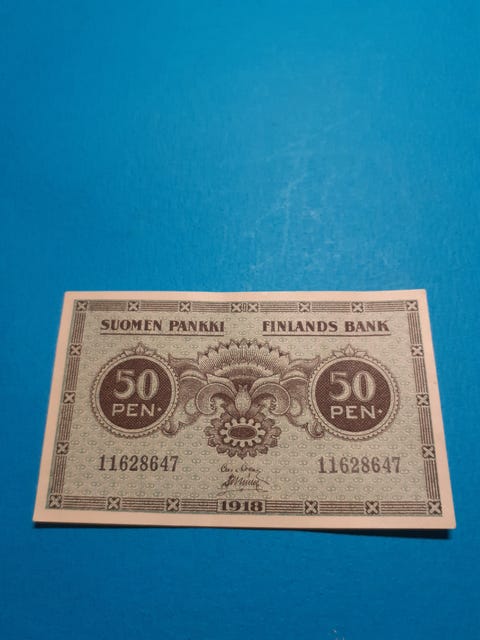 SUOMEN PANKKI FINLANDS BANK
50 50
PEN· PEN·
11628647 11628647
1918